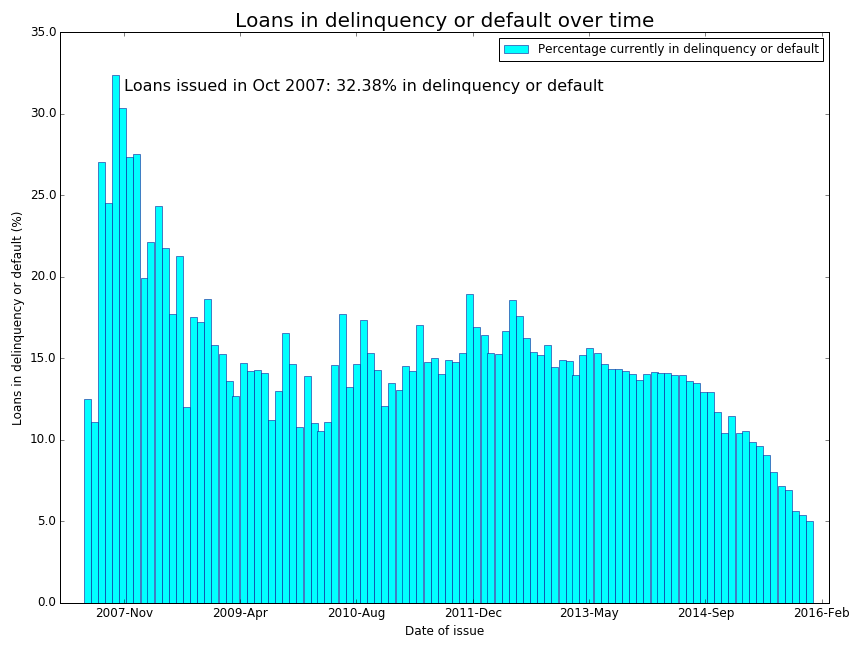 Loans in delinquency or default over time
35.0
Percentage currently in delinquency or default
Loans issued in Oct 2007: 32.38% in delinquency or default
30.0
25.0
20.0
15.0
10.0
5.0
0.0
Loans in delinquency or default (%)
2007-Nov 2009-Apr 2010-Aug 2011-Dec 2013-May 2014-Sep 2016-Feb
Date of issue